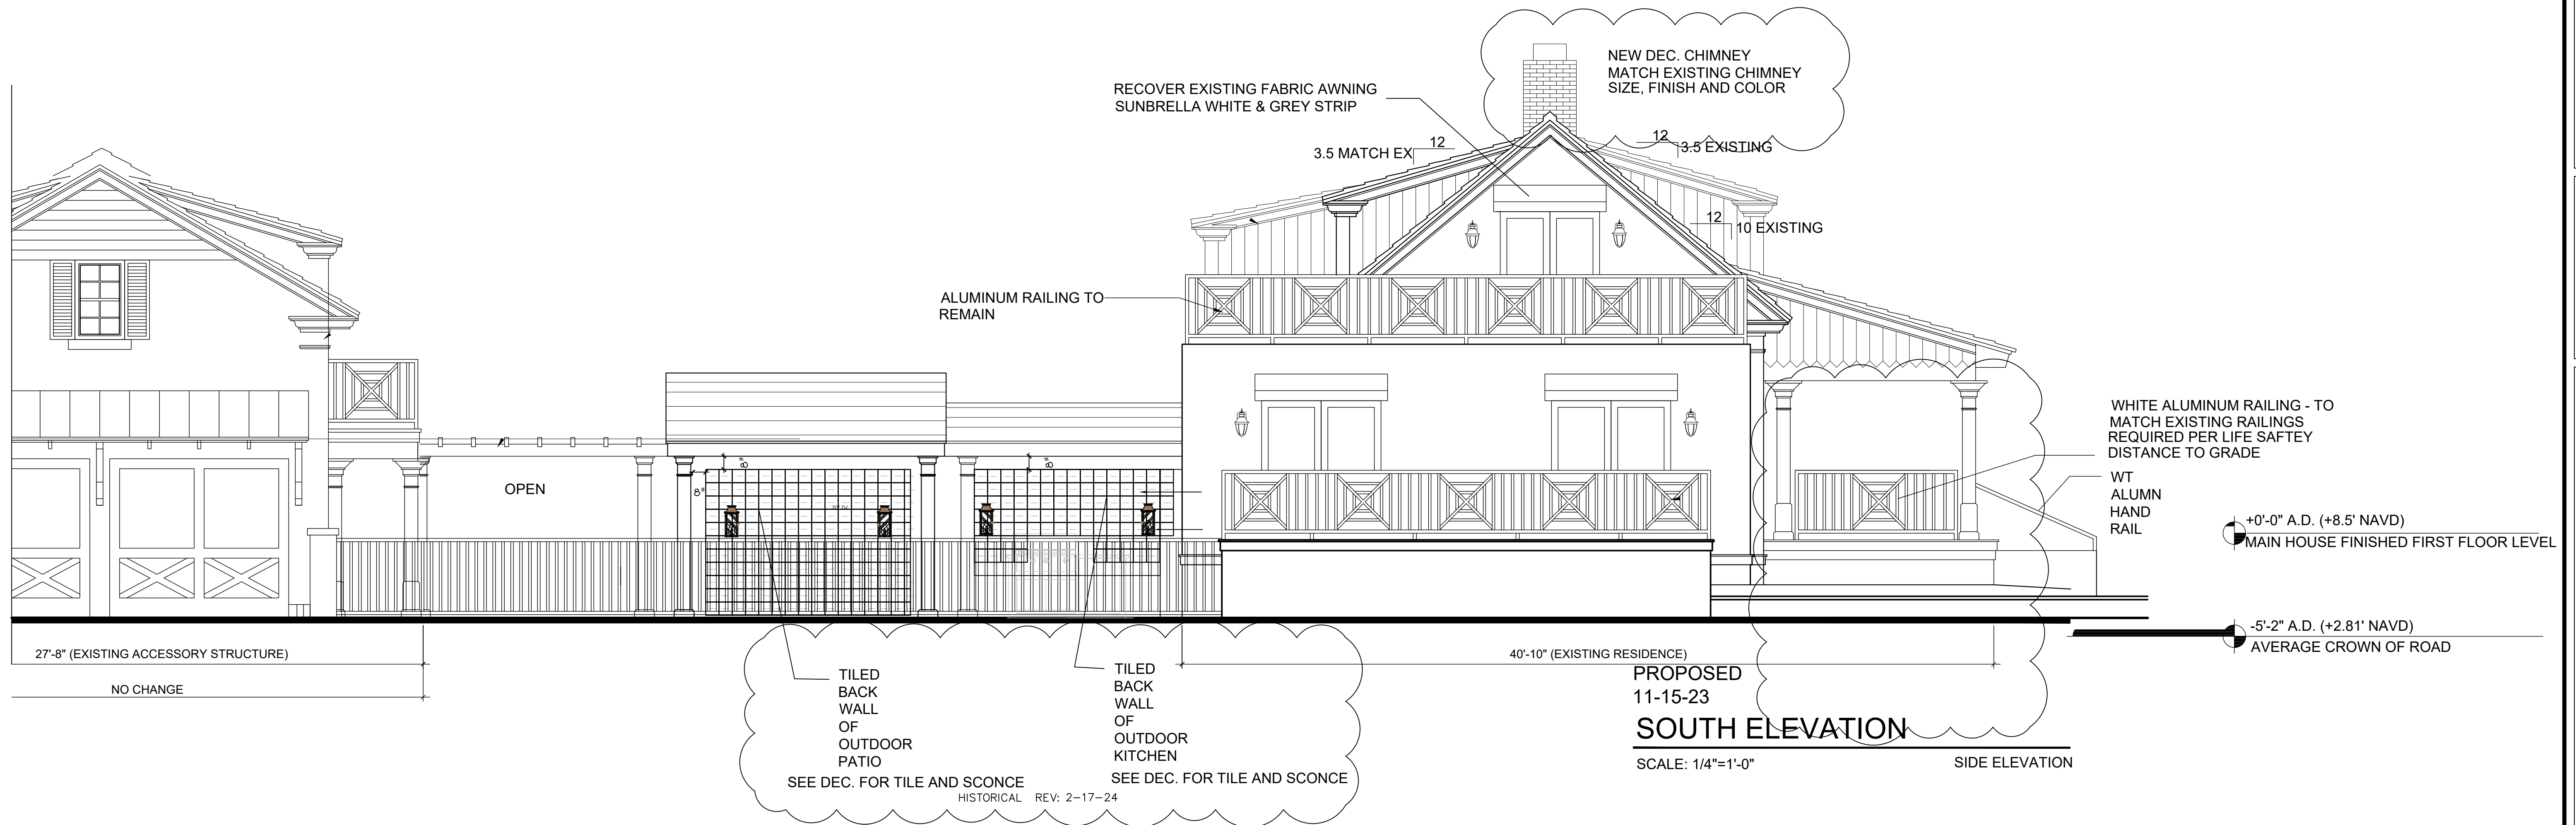 NEW DEC. CHIMNEY
MATCH EXISTING CHIMNEY
SIZE, FINISH AND COLOR
RECOVER EXISTING FABRIC AWNING
SUNBRELLA WHITE & GREY STRIP
12
3.5 MATCH EX
12
3.5 EXISTING
12
10 EXISTING
ALUMINUM RAILING TO
REMAIN
WHITE ALUMINUM RAILING - TO
MATCH EXISTING RAILINGS
REQUIRED PER LIFE SAFTEY
DISTANCE TO GRADE
WT
ALUMN
HAND
RAIL
OPEN
8"
8"
8"
+0'-0" A.D. (+8.5' NAVD)
MAIN HOUSE FINISHED FIRST FLOOR LEVEL
-5'-2" A.D. (+2.81' NAVD)
AVERAGE CROWN OF ROAD
27'-8" (EXISTING ACCESSORY STRUCTURE)
NO CHANGE
40'-10" (EXISTING RESIDENCE)
TILED
BACK
WALL
OF
OUTDOOR
PATIO
SEE DEC. FOR TILE AND SCONCE
TILED
BACK
WALL
OF
OUTDOOR
KITCHEN
SEE DEC. FOR TILE AND SCONCE
HISTORICAL REV: 2-17-24
PROPOSED
11-15-23
SOUTH ELEVATION
SCALE: 1/4"=1'-0"
SIDE ELEVATION